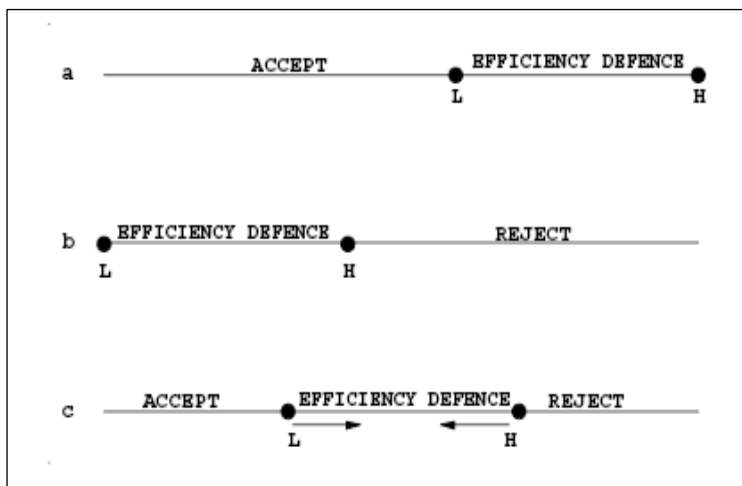 a ACCEPT EFFICIENCY DEFENCE
L H
b EFFICIENCY DEFENCE REJECT
L H
c ACCEPT EFFICIENCY DEFENCE REJECT
L H